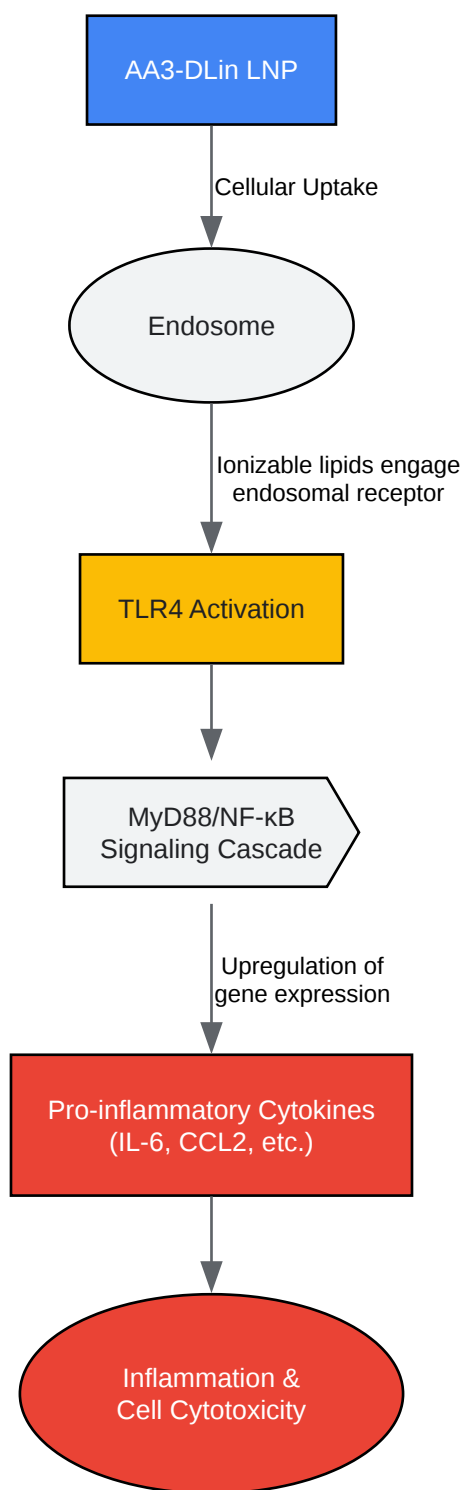 AA3-DLin LNP
Cellular Uptake
Endosome
Ionizable lipids engage
endosomal receptor
TLR4 Activation
MyD88/NF-κB
Signaling Cascade
Upregulation of
gene expression
Pro-inflammatory Cytokines
(IL-6, CCL2, etc.)
Inflammation &
Cell Cytotoxicity